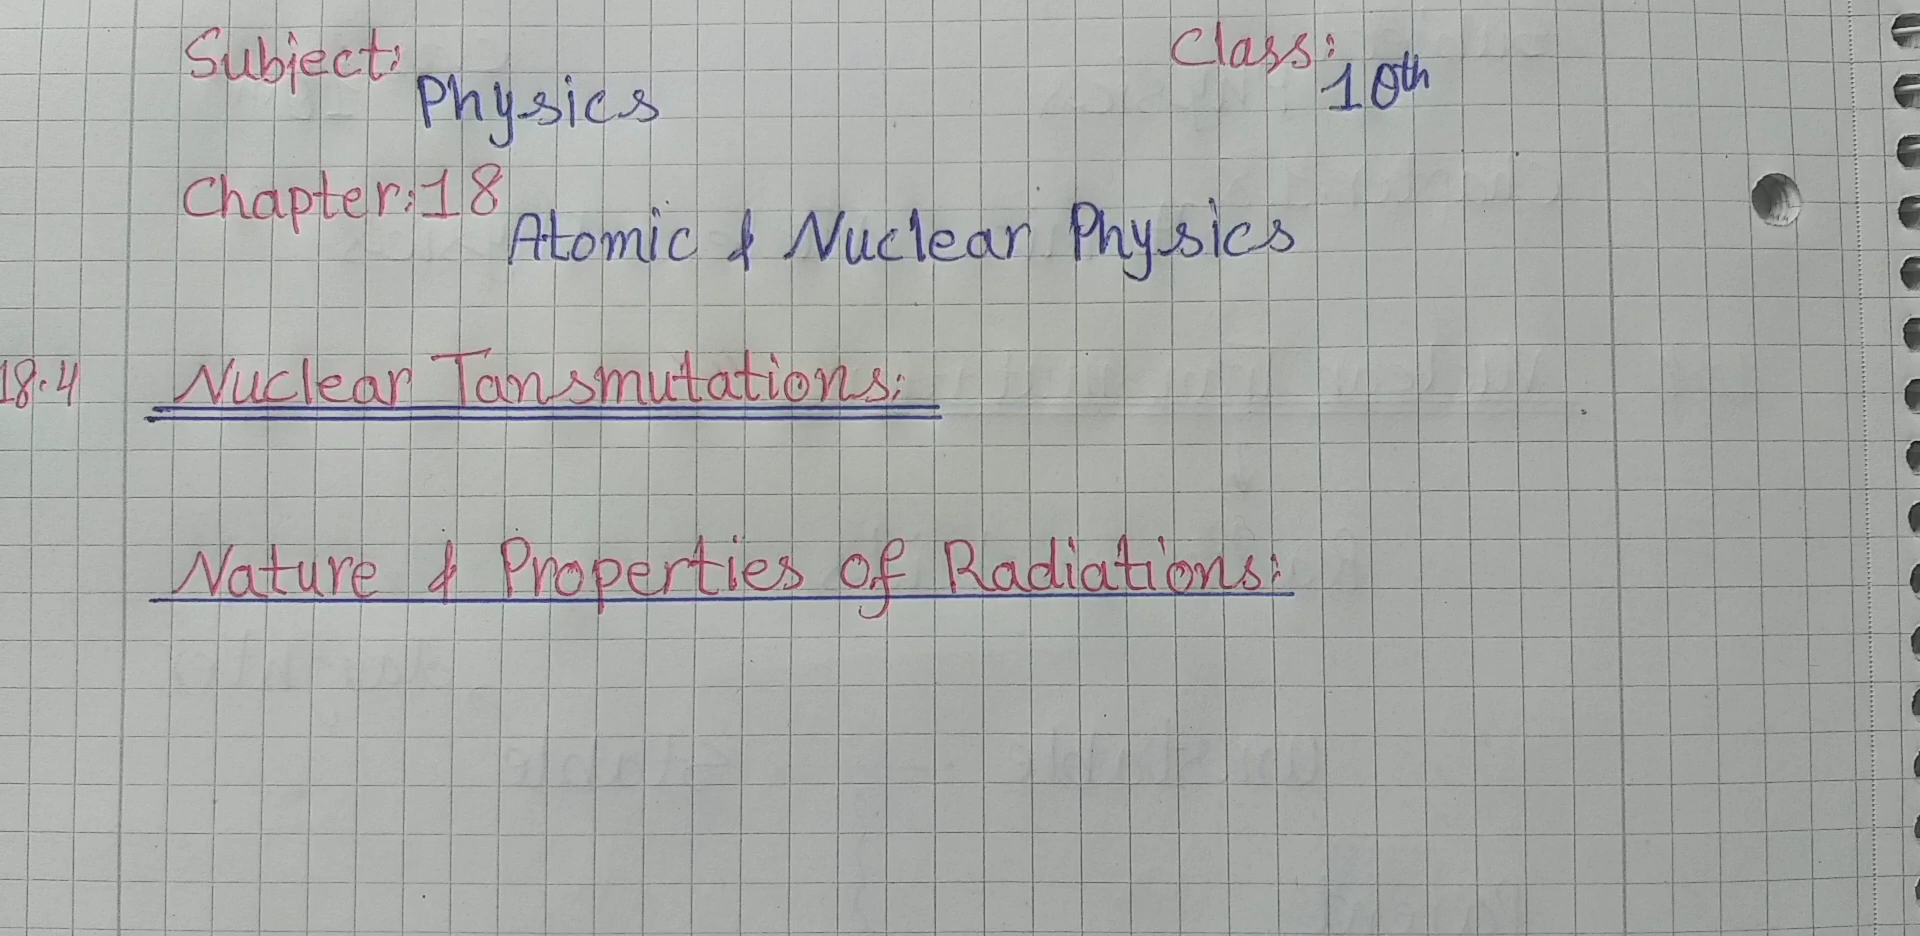 Subject: Class:
Physics 10th
Chapter:18
Atomic & Nuclear Physics
18.4 Nuclear Tansmutations:
Nature & Properties of Radiations: